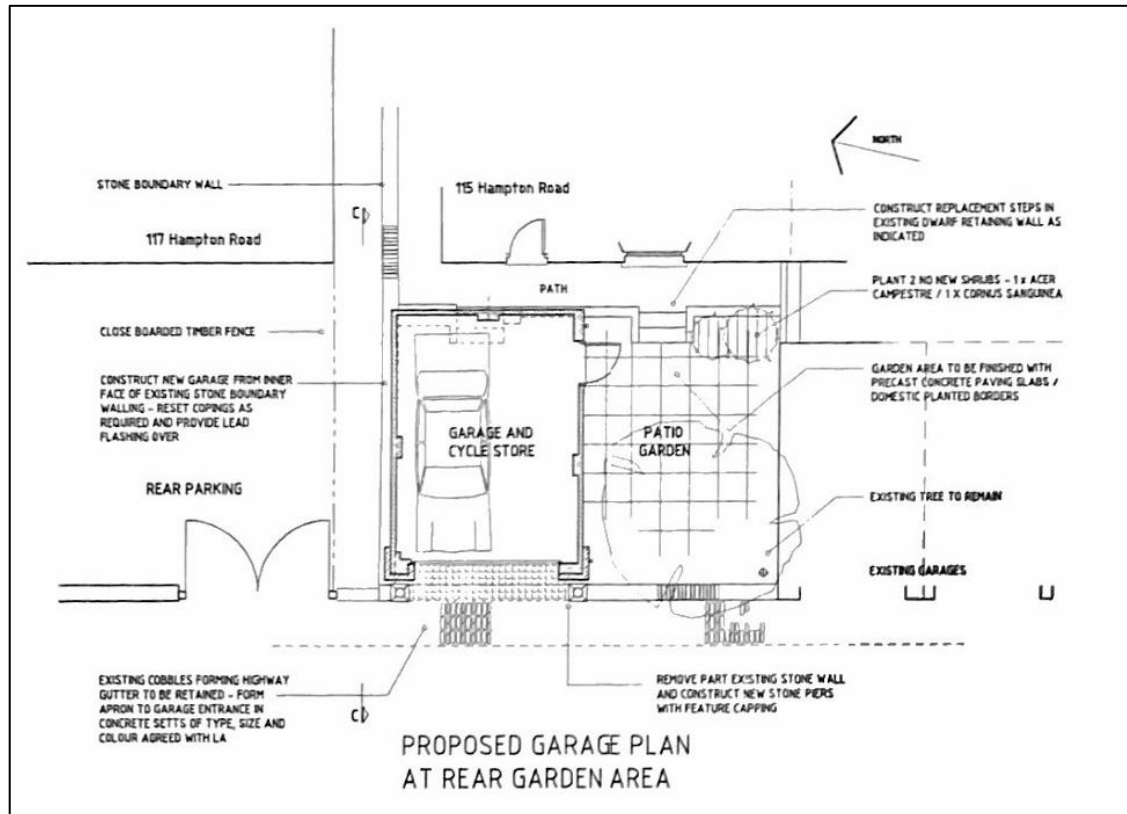 NORTH
STONE BOUNDARY WALL
115 Hampton Road
C
117 Hampton Road
CONSTRUCT REPLACEMENT STEPS IN
EXISTING DWARF RETAINING WALL AS
INDICATED
PATH
PLANT 2 NO NEW SHRUBS - 1 x ACER
CAMPESTRE / 1 X CORNUS SANGUINEA
CLOSE BOARDED TIMBER FENCE
GARDEN AREA TO BE FINISHED WITH
PRECAST CONCRETE PAVING SLABS /
DOMESTIC PLANTED BORDERS
CONSTRUCT NEW GARAGE FROM INNER
FACE OF EXISTING STONE BOUNDARY
WALLING - RESET COPINGS AS
REQUIRED AND PROVIDE LEAD
FLASHING OVER
GARAGE AND
CYCLE STORE
PATIO
GARDEN
REAR PARKING
EXISTING TREE TO REMAIN
EXISTING GARAGES
EXISTING COBBLES FORMING HIGHWAY
GUTTER TO BE RETAINED - FORM
APRON TO GARAGE ENTRANCE IN
CONCRETE SETTS OF TYPE, SIZE AND
COLOUR AGREED WITH LA
C
REMOVE PART EXISTING STONE WALL
AND CONSTRUCT NEW STONE PIERS
WITH FEATURE CAPPING
PROPOSED GARAGE PLAN
AT REAR GARDEN AREA